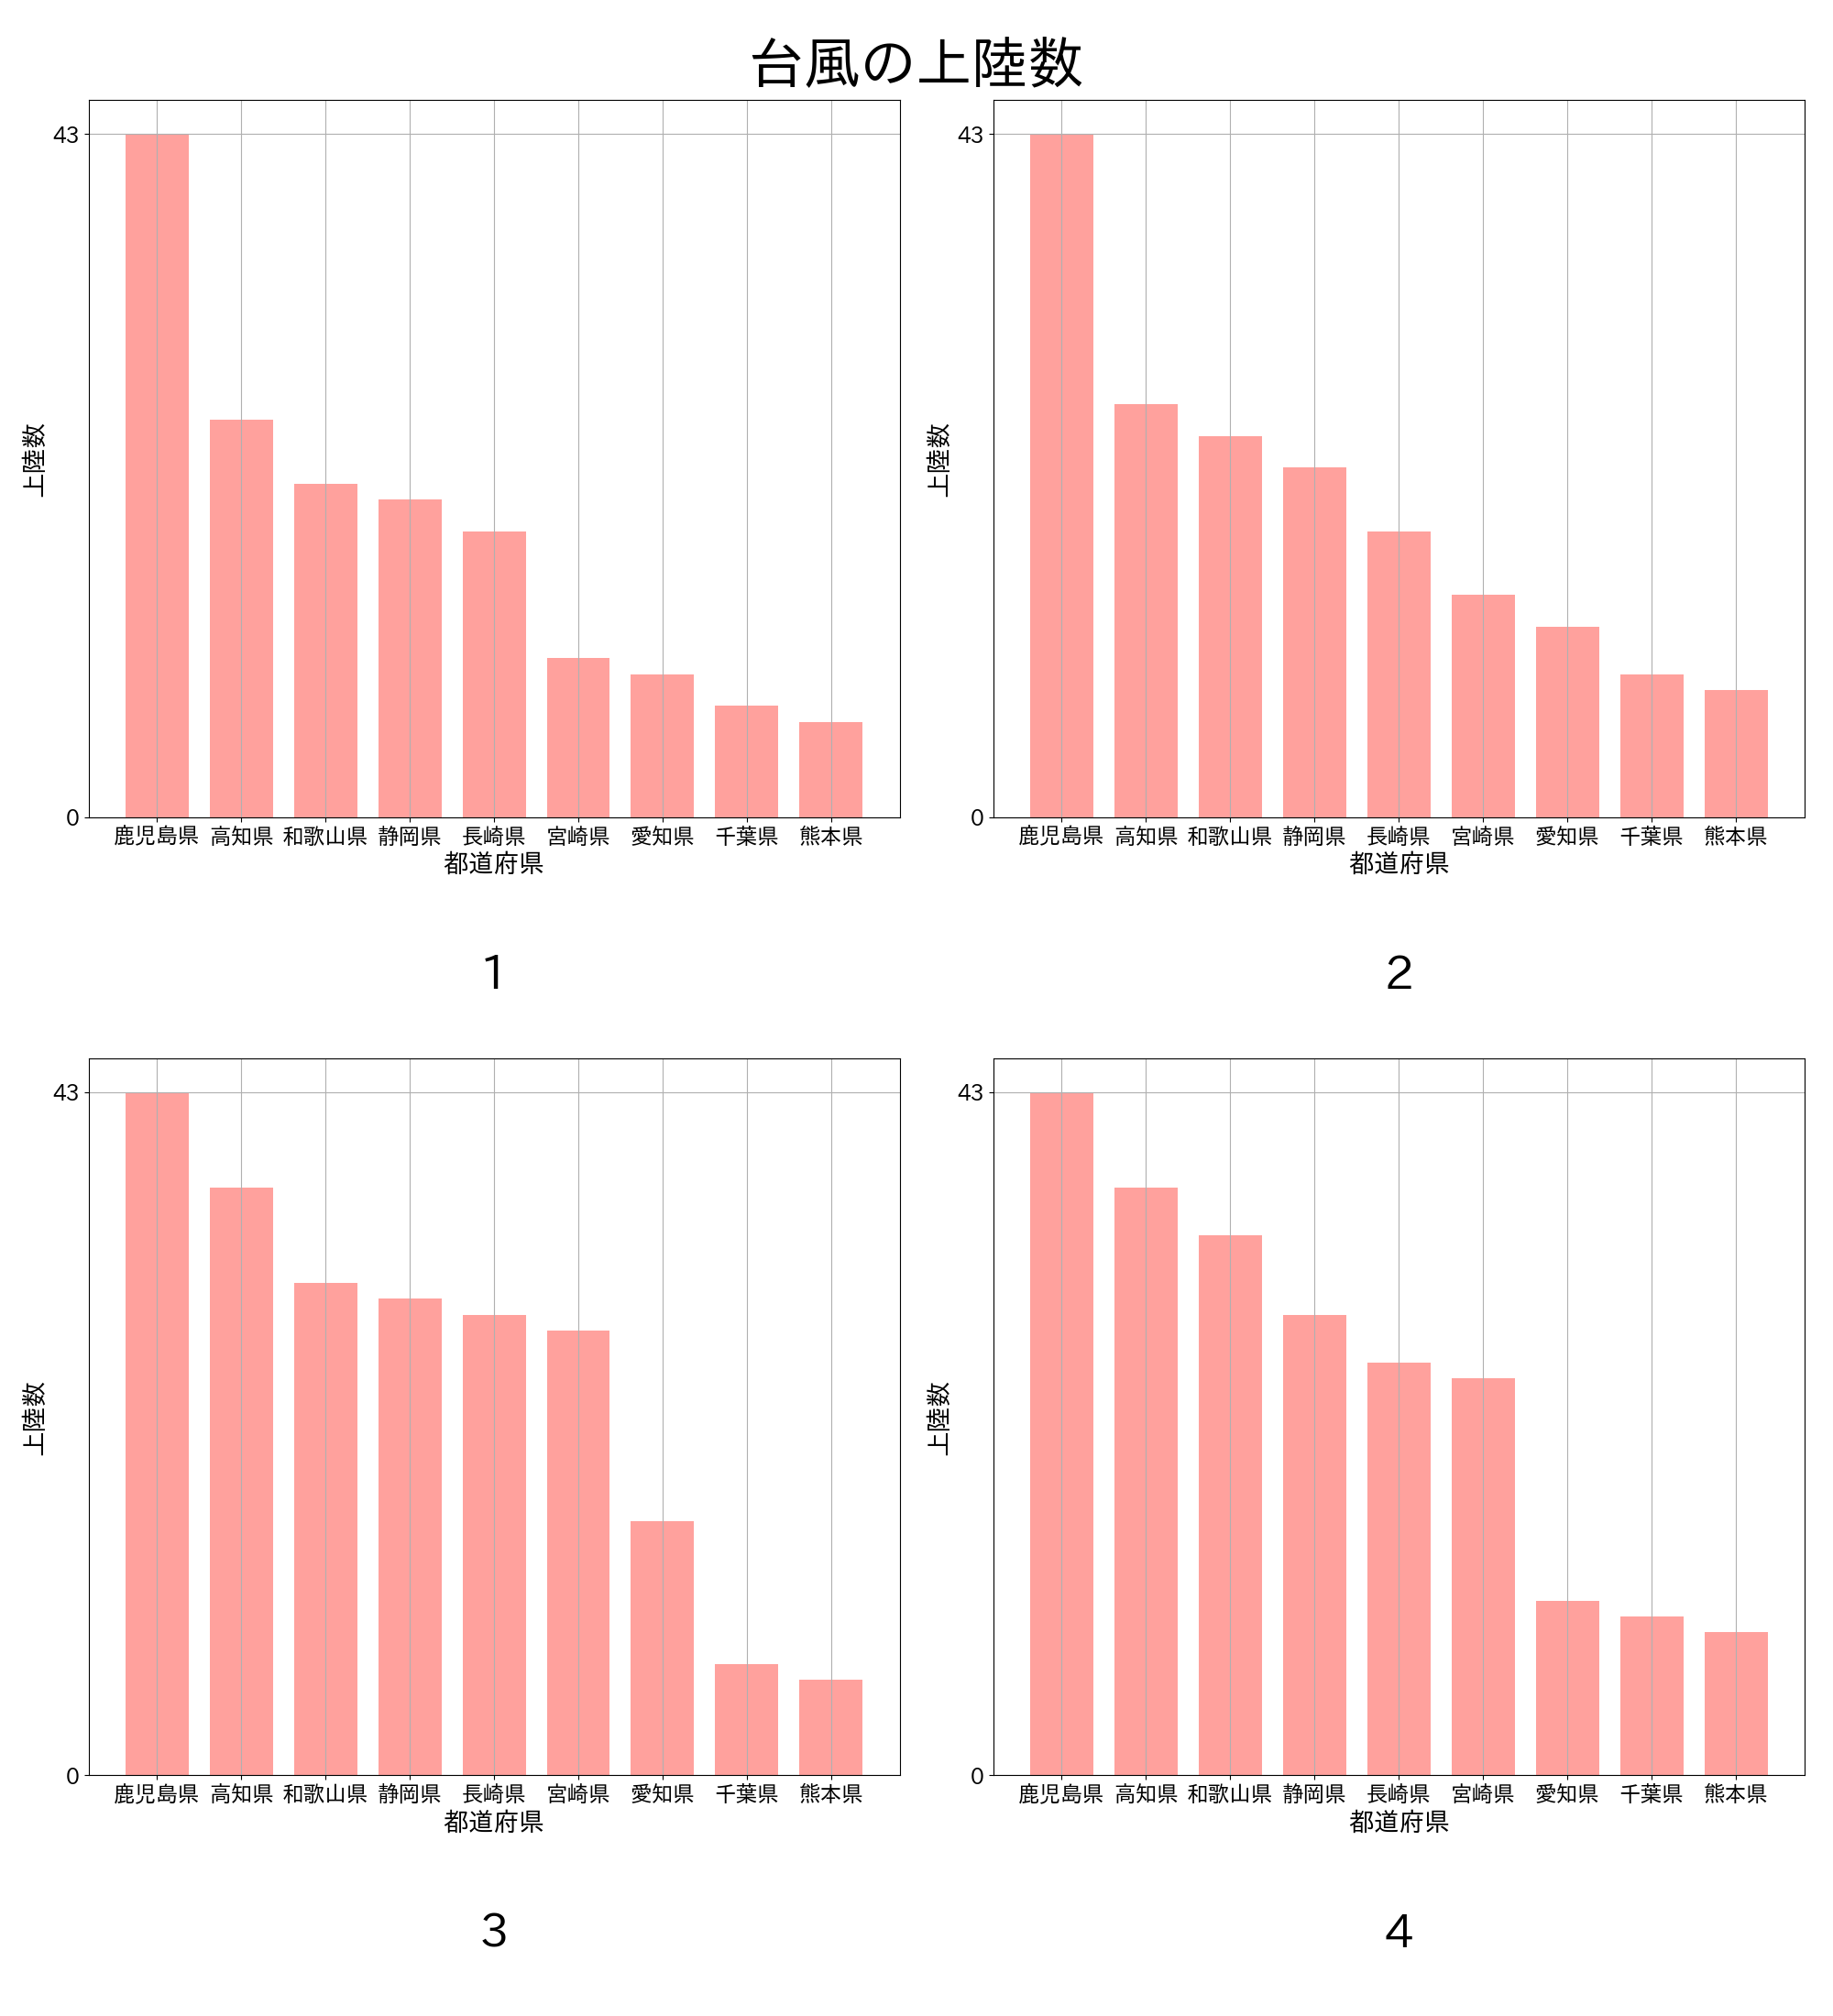 台風の上陸数
43
0
上陸数
鹿児島県 高知県 和歌山県 静岡県 長崎県 宮崎県 愛知県 千葉県 熊本県
都道府県
1
43
0
上陸数
鹿児島県 高知県 和歌山県 静岡県 長崎県 宮崎県 愛知県 千葉県 熊本県
都道府県
2
43
0
上陸数
鹿児島県 高知県 和歌山県 静岡県 長崎県 宮崎県 愛知県 千葉県 熊本県
都道府県
3
43
0
上陸数
鹿児島県 高知県 和歌山県 静岡県 長崎県 宮崎県 愛知県 千葉県 熊本県
都道府県
4